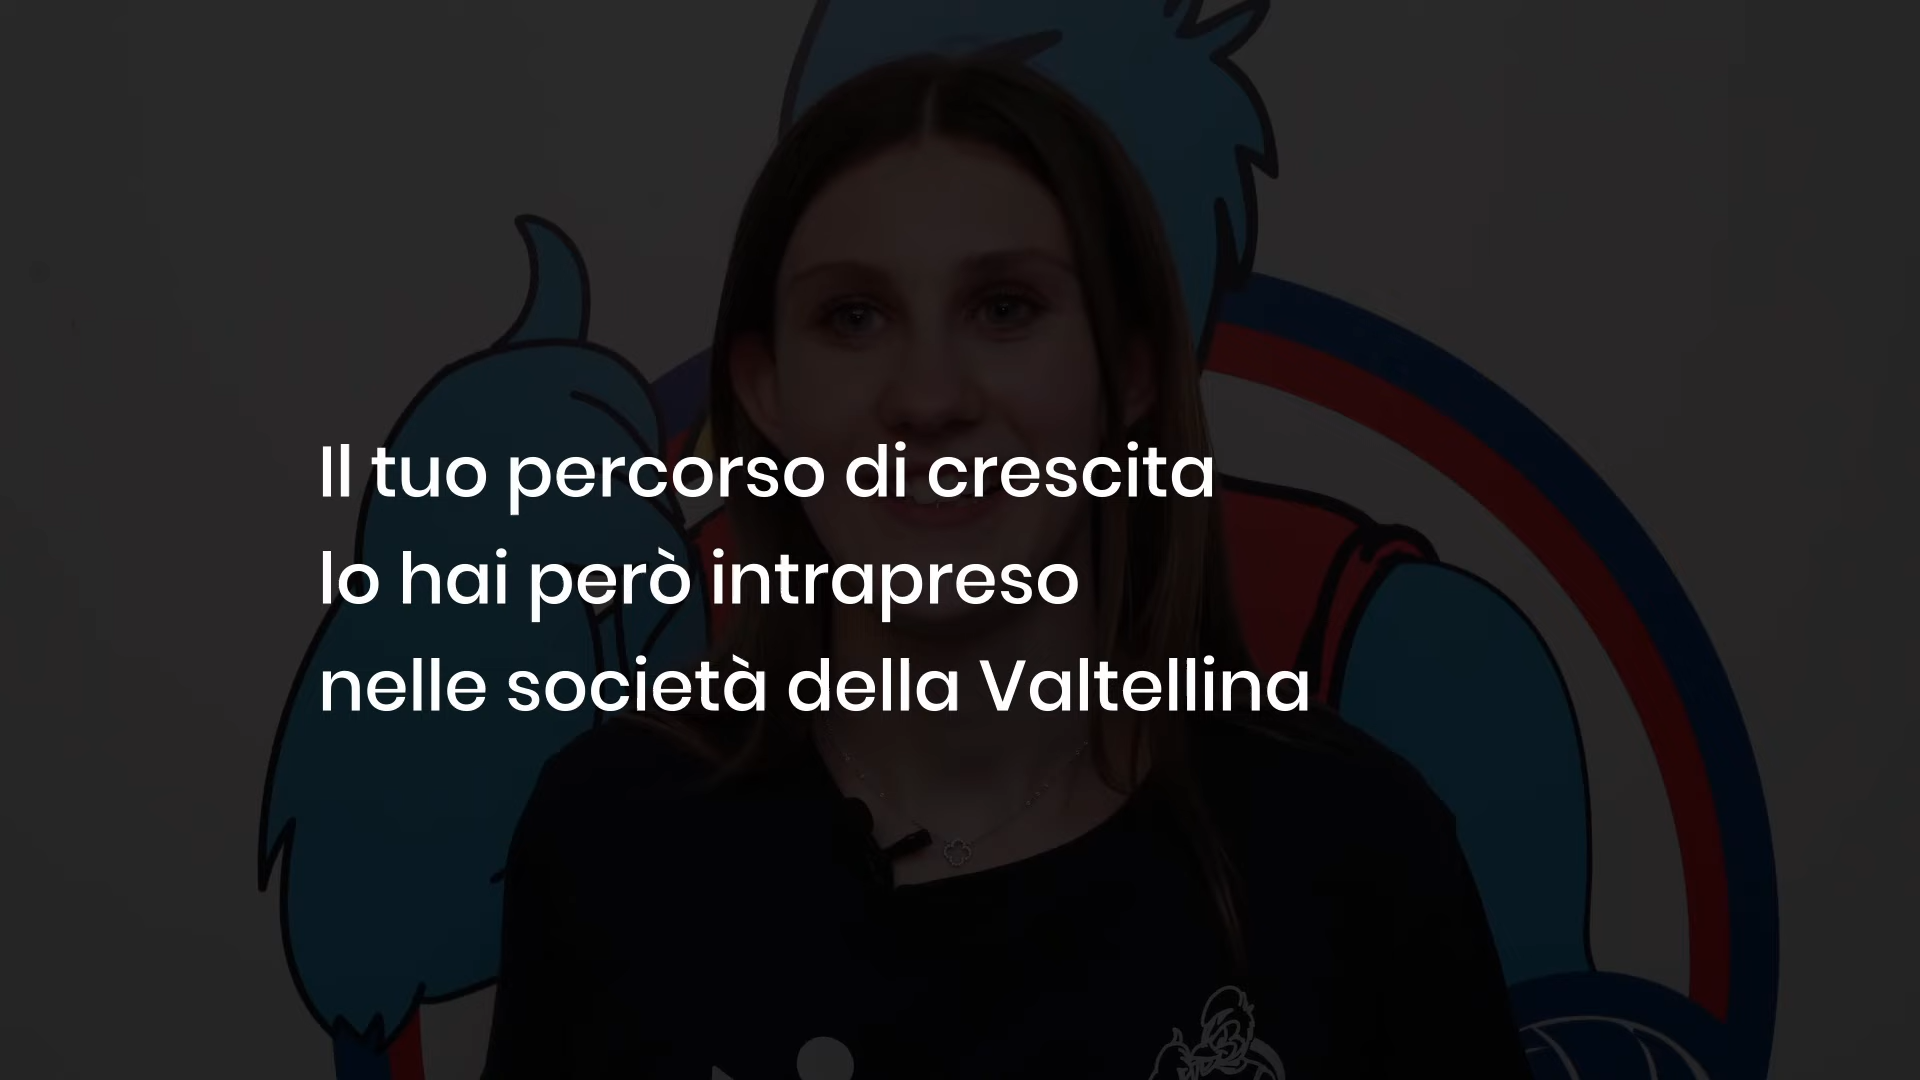 Il tuo percorso di crescita
lo hai però intrapreso
nelle società della Valtellina